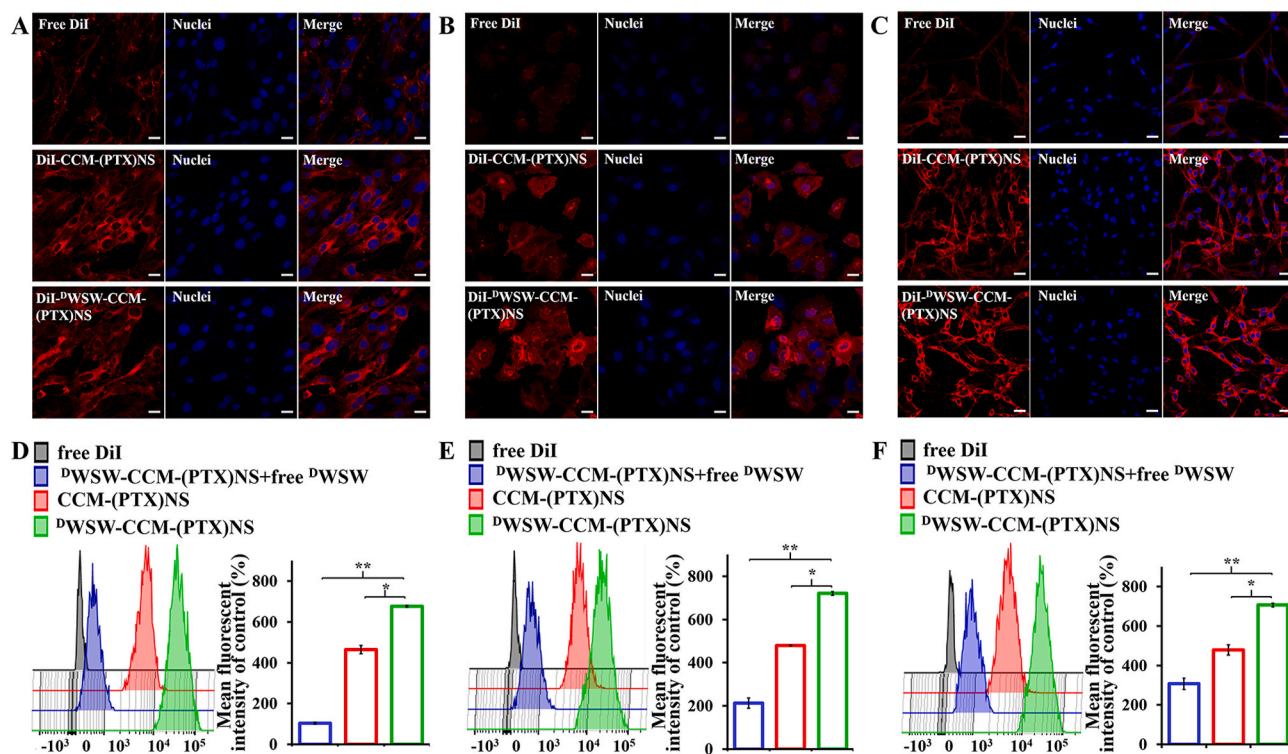 A
Free DiI
Nuclei
Merge
DiI-CCM-(PTX)NS
Nuclei
Merge
DiI-ᴰWSW-CCM-
(PTX)NS
Nuclei
Merge
B
Free DiI
Nuclei
Merge
DiI-CCM-(PTX)NS
Nuclei
Merge
DiI-ᴰWSW-CCM-
(PTX)NS
Nuclei
Merge
C
Free DiI
Nuclei
Merge
DiI-CCM-(PTX)NS
Nuclei
Merge
DiI-ᴰWSW-CCM-
(PTX)NS
Nuclei
Merge
D
free DiI
ᴰWSW-CCM-(PTX)NS+free ᴰWSW
CCM-(PTX)NS
ᴰWSW-CCM-(PTX)NS
-10³ 0 10³ 10⁴ 10⁵
Mean fluorescent
intensity of control (%)
800
600
400
200
0
**
*
E
free DiI
ᴰWSW-CCM-(PTX)NS+free ᴰWSW
CCM-(PTX)NS
ᴰWSW-CCM-(PTX)NS
-10³ 0 10³ 10⁴ 10⁵
Mean fluorescent
intensity of control (%)
800
600
400
200
0
**
*
F
free DiI
ᴰWSW-CCM-(PTX)NS+free ᴰWSW
CCM-(PTX)NS
ᴰWSW-CCM-(PTX)NS
-10³ 0 10³ 10⁴ 10⁵
Mean fluorescent
intensity of control (%)
800
600
400
200
0
**
*